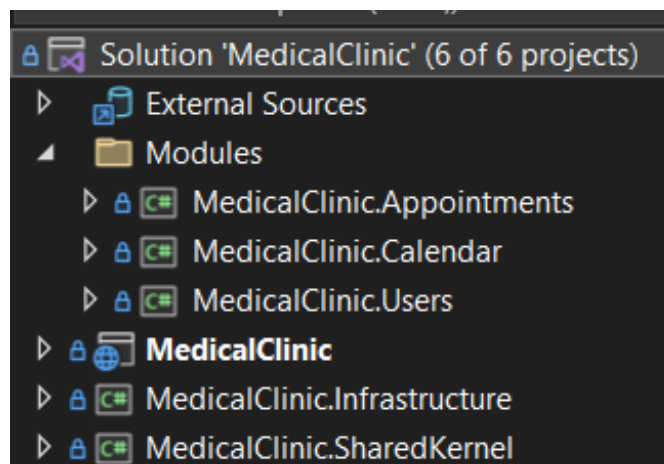 Solution 'MedicalClinic' (6 of 6 projects)
External Sources
Modules
C# MedicalClinic.Appointments
C# MedicalClinic.Calendar
C# MedicalClinic.Users
MedicalClinic
C# MedicalClinic.Infrastructure
C# MedicalClinic.SharedKernel